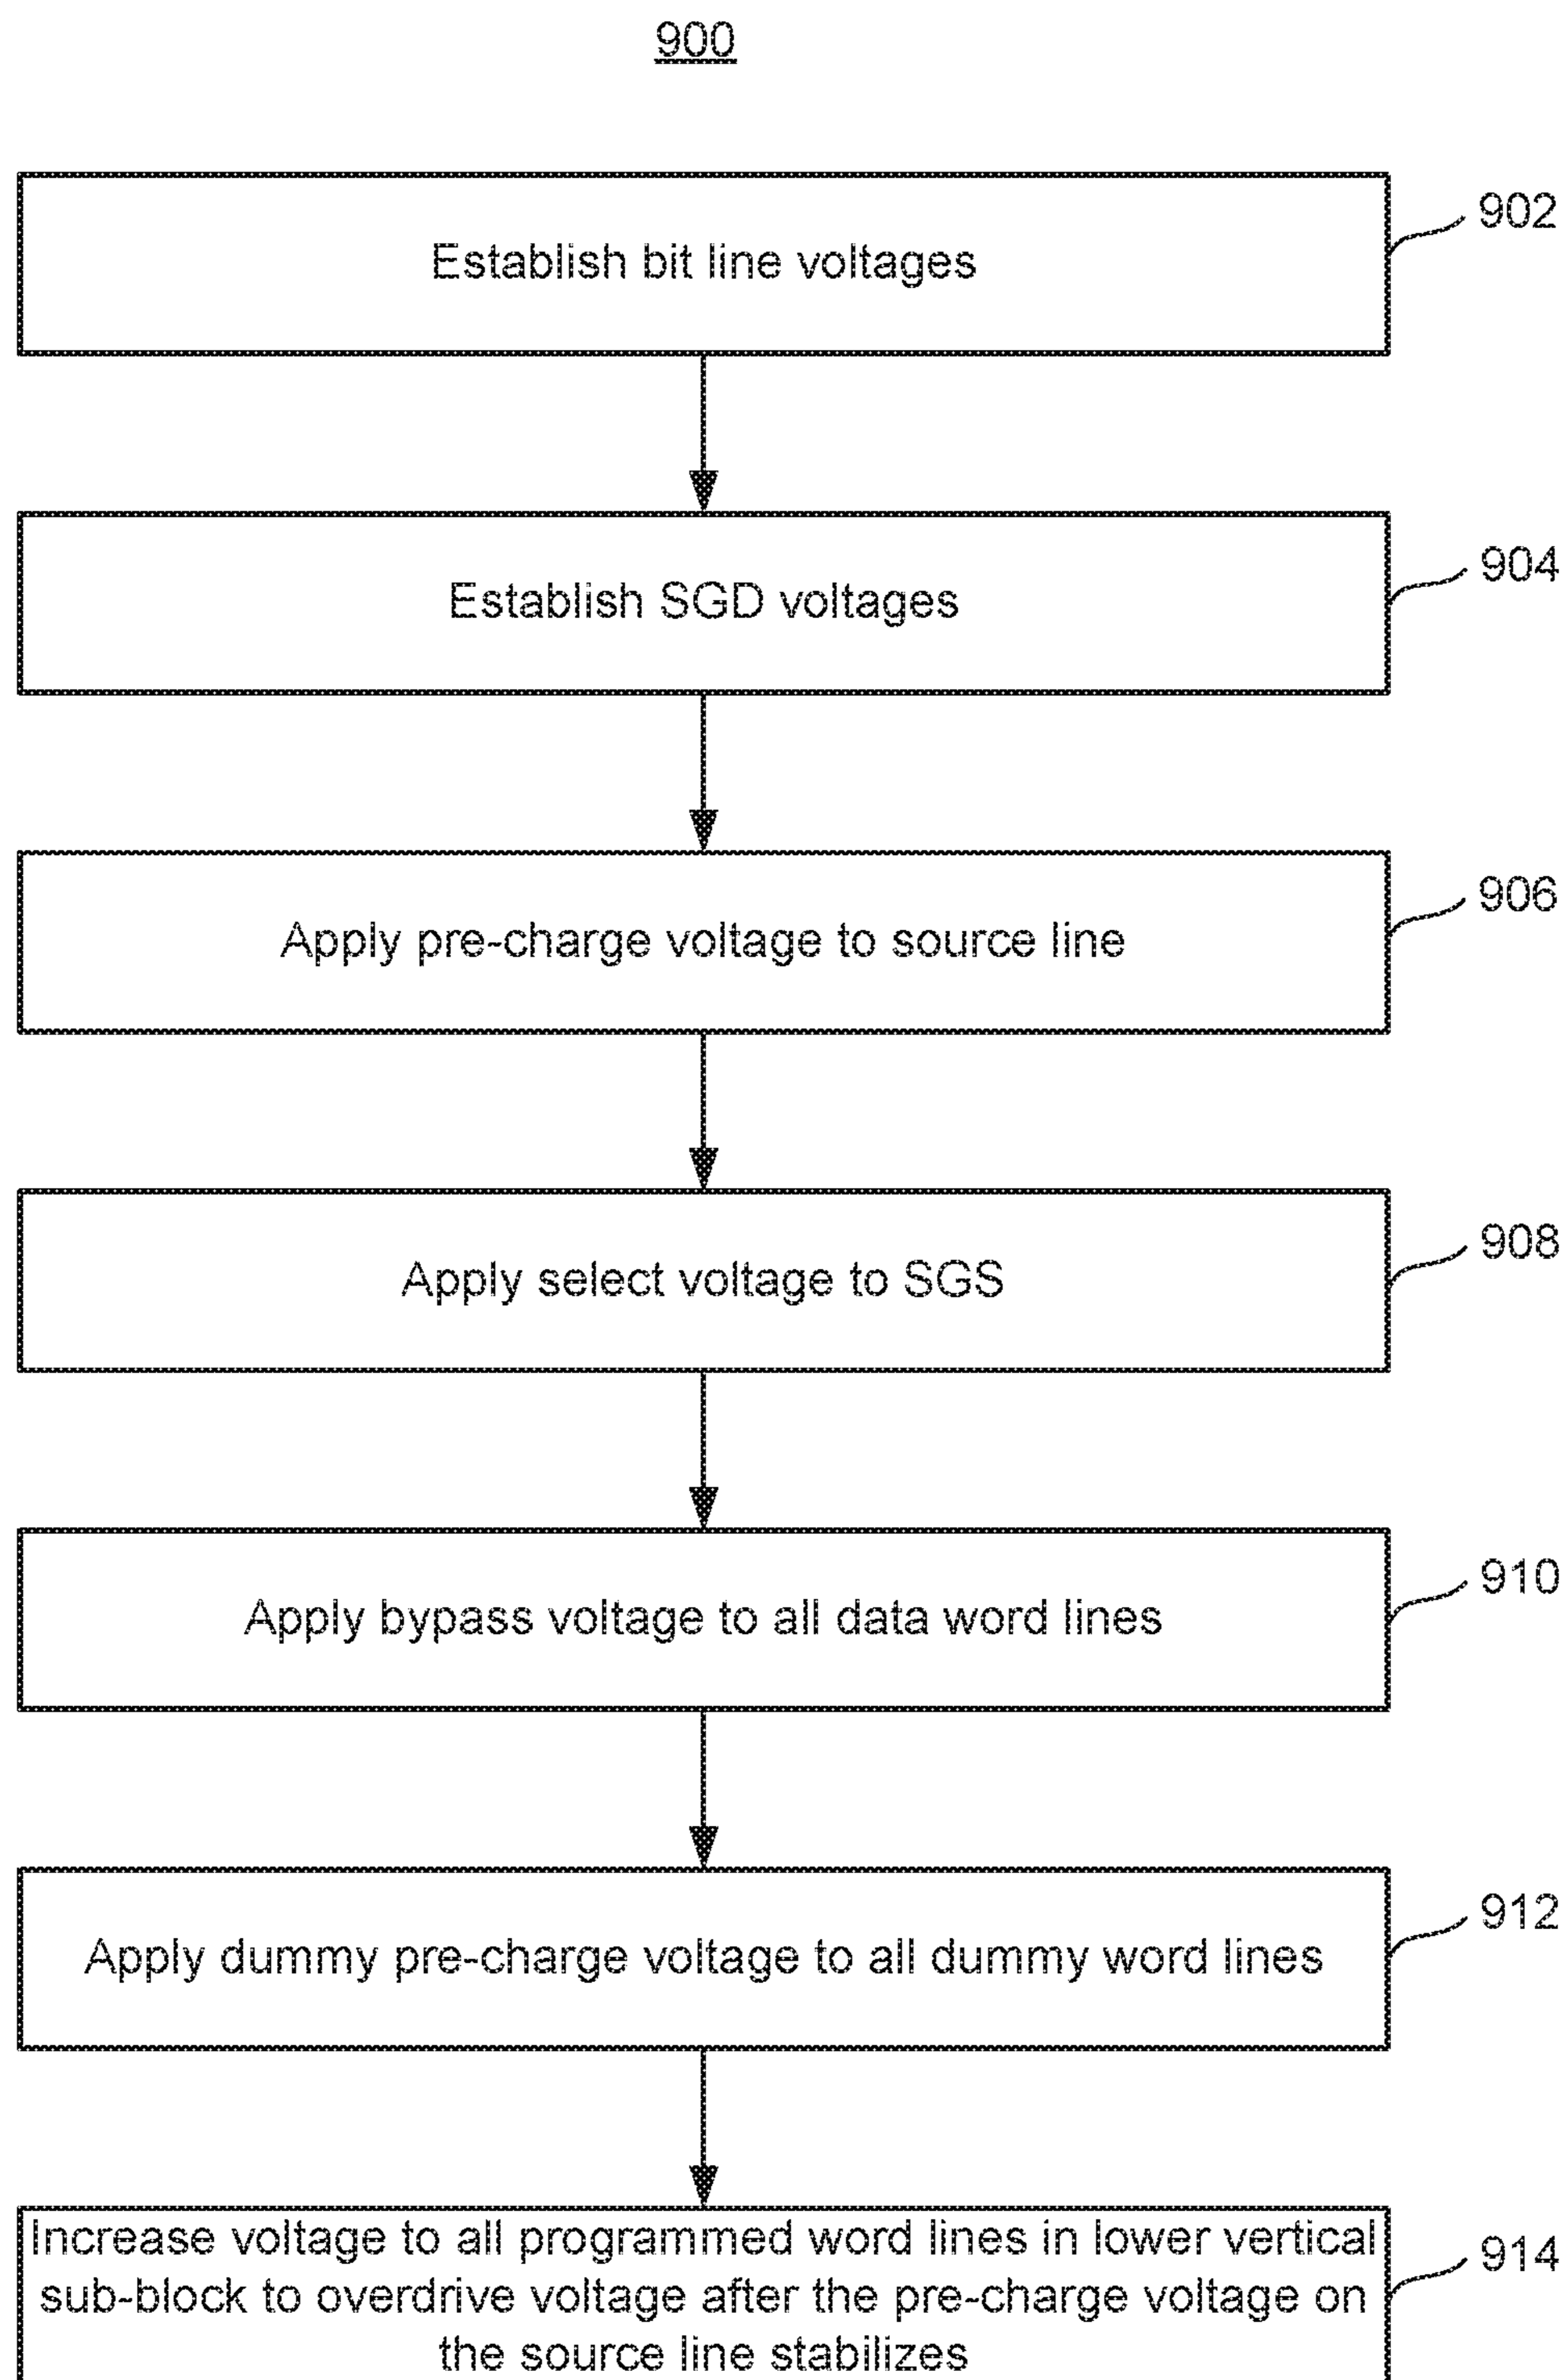 900
Establish bit line voltages
902
Establish SGD voltages
904
Apply pre-charge voltage to source line
906
Apply select voltage to SGS
908
Apply bypass voltage to all data word lines
910
Apply dummy pre-charge voltage to all dummy word lines
912
Increase voltage to all programmed word lines in lower vertical
sub-block to overdrive voltage after the pre-charge voltage on
the source line stabilizes
914